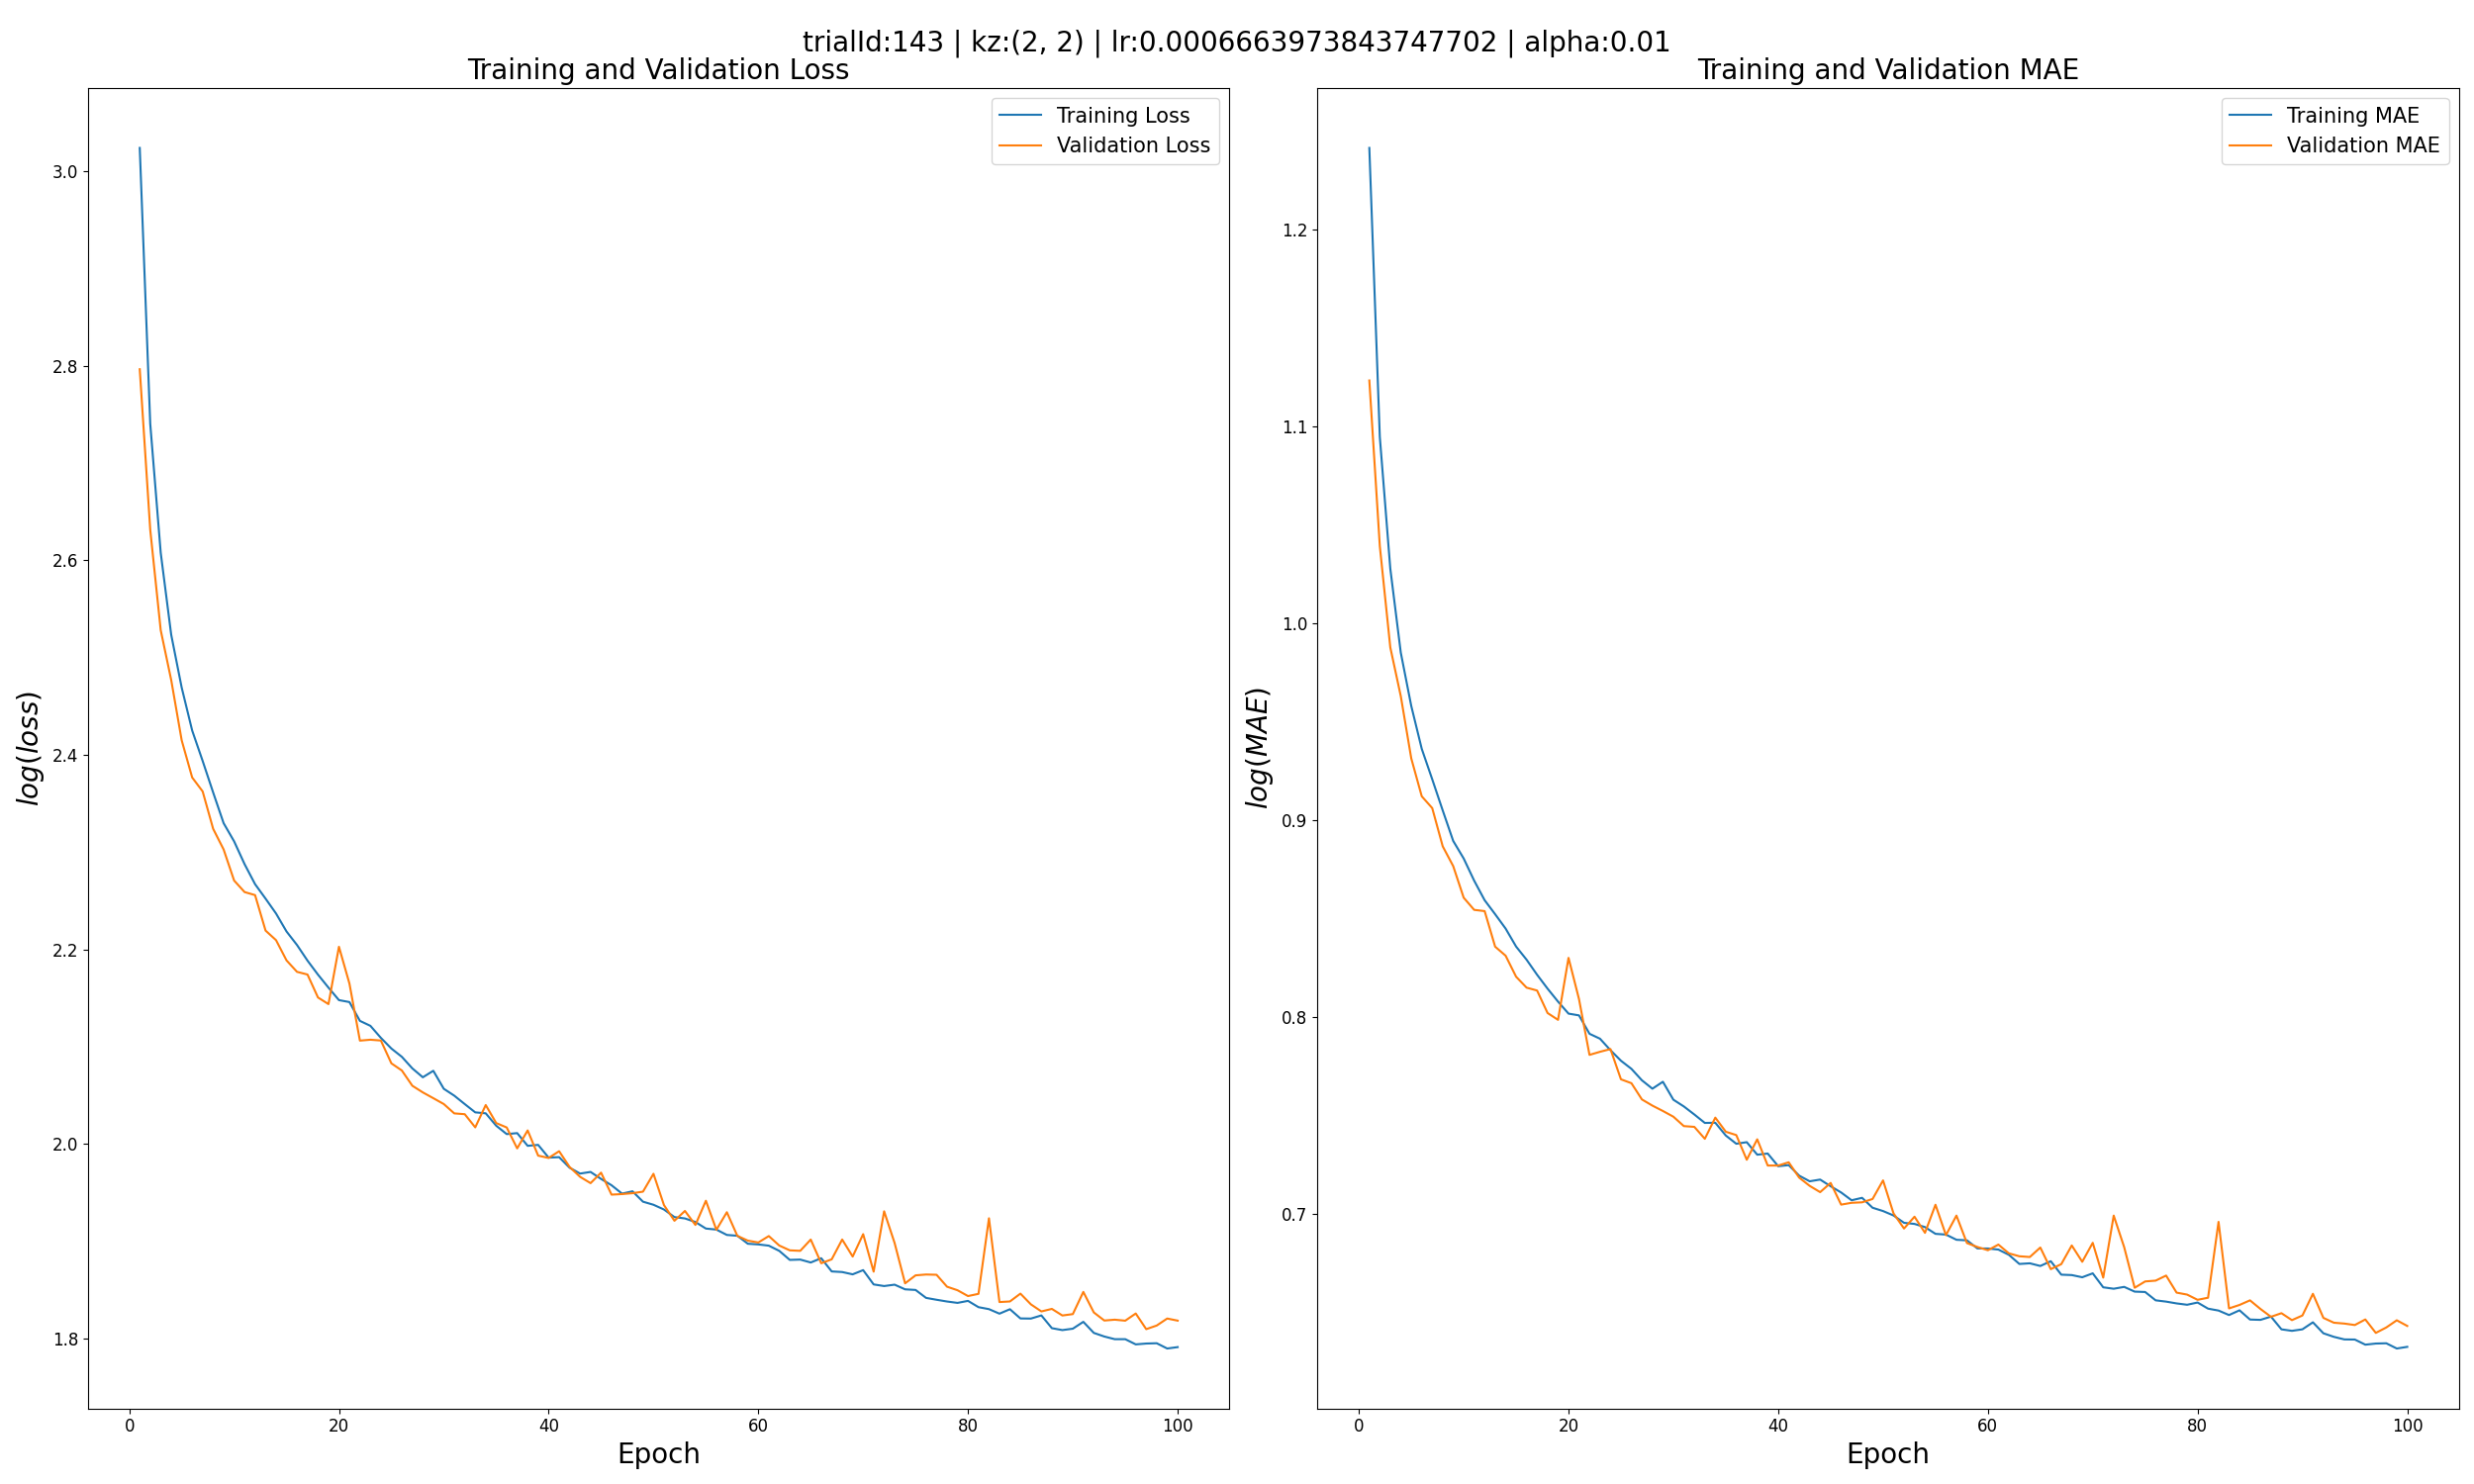 trialId:143 | kz:(2, 2) | lr:0.0006663973843747702 | alpha:0.01
Training and Validation Loss
Training Loss
Validation Loss
3.0
2.8
2.6
2.4
2.2
2.0
1.8
log(loss)
0 20 40 60 80 100
Epoch
Training and Validation MAE
Training MAE
Validation MAE
1.2
1.1
1.0
0.9
0.8
0.7
log(MAE)
0 20 40 60 80 100
Epoch